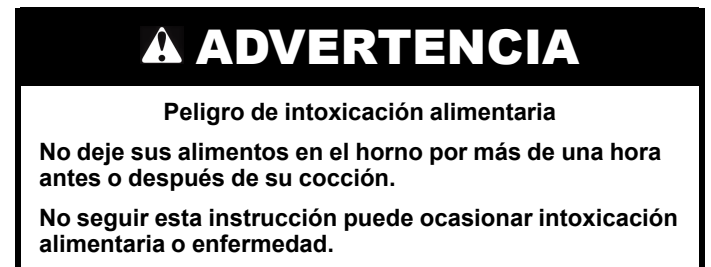 ADVERTENCIA
Peligro de intoxicación alimentaria
No deje sus alimentos en el horno por más de una hora
antes o después de su cocción.
No seguir esta instrucción puede ocasionar intoxicación
alimentaria o enfermedad.